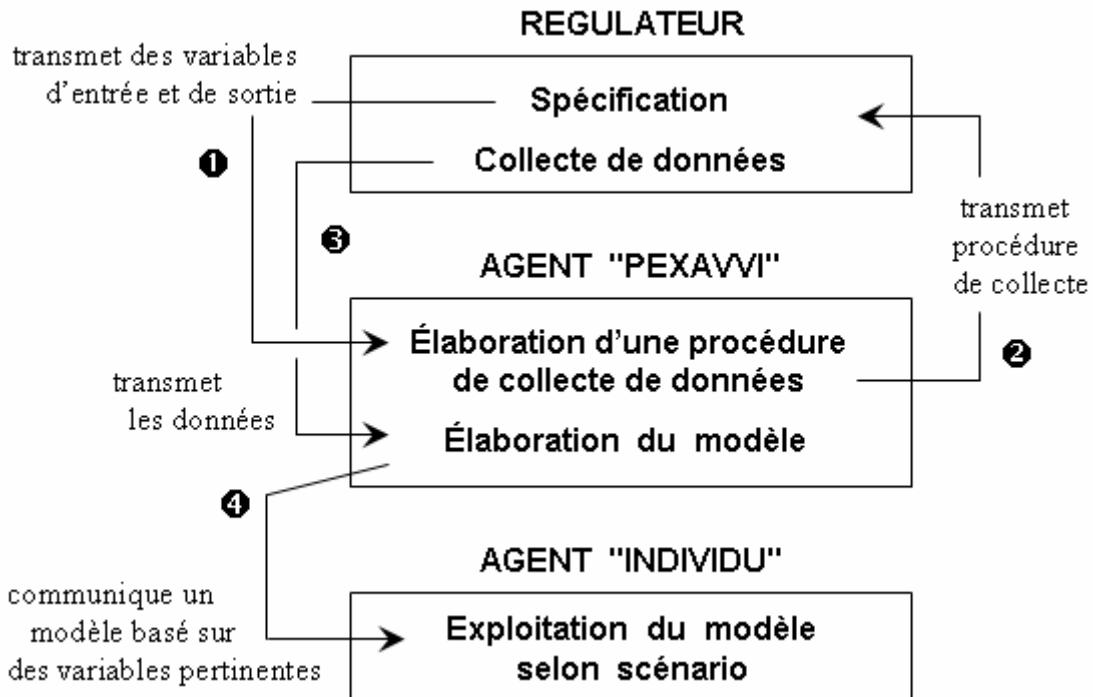 REGULATEUR
transmet des variables
d'entrée et de sortie
Spécification
❶
Collecte de données
❸
transmet
procédure
de collecte
AGENT "PEXAVVI"
Élaboration d'une procédure
de collecte de données
❷
transmet
les données
Élaboration du modèle
❹
AGENT "INDIVIDU"
communique un
modèle basé sur
des variables pertinentes
Exploitation du modèle
selon scénario